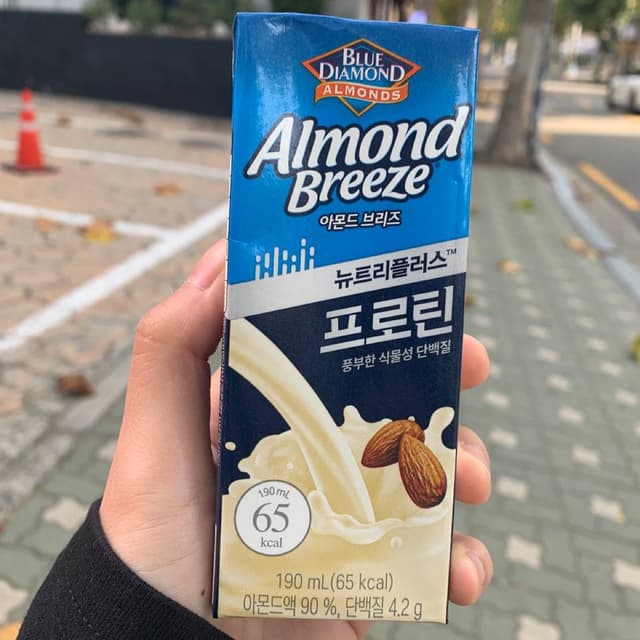 BLUE
DIAMOND
ALMONDS
Almond
Breeze
아몬드 브리즈
뉴트리플러스™
프로틴
풍부한 식물성 단백질
190 mL
65
kcal
190 mL(65 kcal)
아몬드액 90 %, 단백질 4.2 g